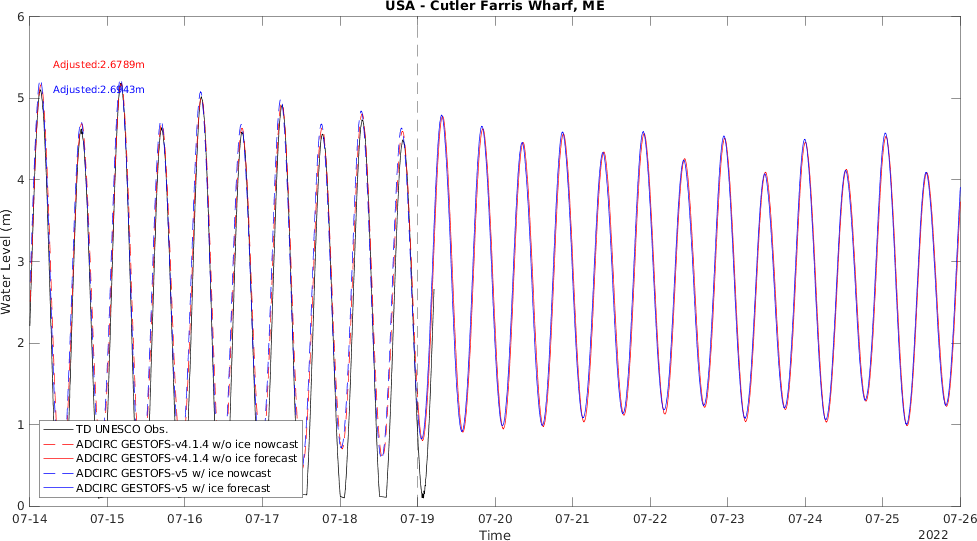 USA - Cutler Farris Wharf, ME
6
Adjusted:2.6789m
Adjusted:2.6943m
5
4
3
2
1
0
Water Level (m)
TD UNESCO Obs.
ADCIRC GESTOFS-v4.1.4 w/o ice nowcast
ADCIRC GESTOFS-v4.1.4 w/o ice forecast
ADCIRC GESTOFS-v5 w/ ice nowcast
ADCIRC GESTOFS-v5 w/ ice forecast
07-14 07-15 07-16 07-17 07-18 07-19 07-20 07-21 07-22 07-23 07-24 07-25 07-26
Time
2022